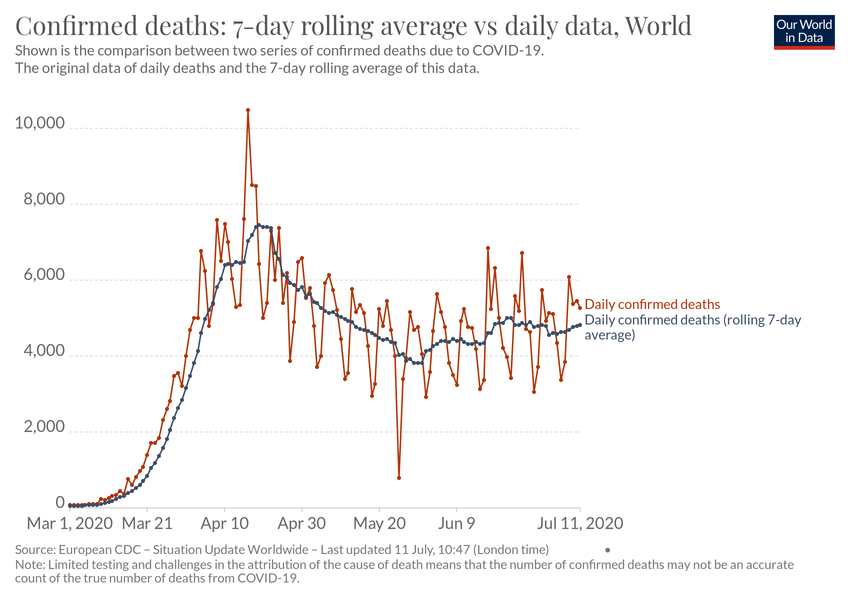 Confirmed deaths: 7-day rolling average vs daily data, World
Our World
in Data
Shown is the comparison between two series of confirmed deaths due to COVID-19.
The original data of daily deaths and the 7-day rolling average of this data.
10,000
8,000
6,000
4,000
2,000
0
Daily confirmed deaths
Daily confirmed deaths (rolling 7-day
average)
Mar 1, 2020 Mar 21 Apr 10 Apr 30 May 20 Jun 9 Jul 11, 2020
Source: European CDC – Situation Update Worldwide – Last updated 11 July, 10:47 (London time) •
Note: Limited testing and challenges in the attribution of the cause of death means that the number of confirmed deaths may not be an accurate
count of the true number of deaths from COVID-19.